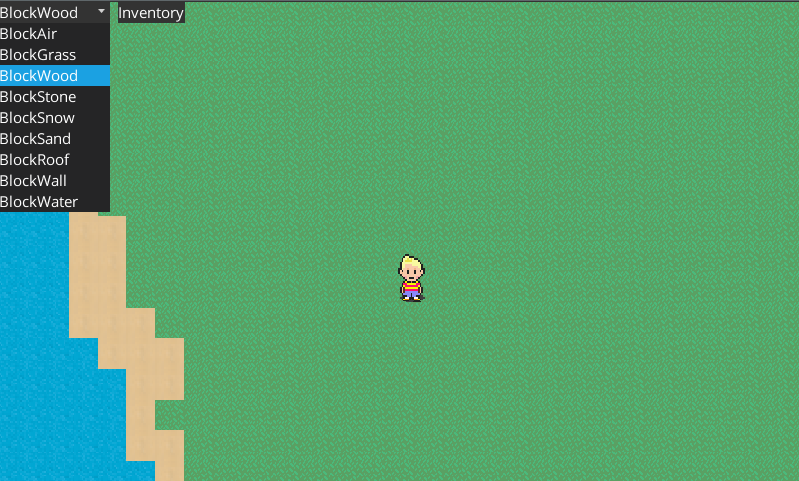 BlockWood Inventory
BlockAir
BlockGrass
BlockWood
BlockStone
BlockSnow
BlockSand
BlockRoof
BlockWall
BlockWater